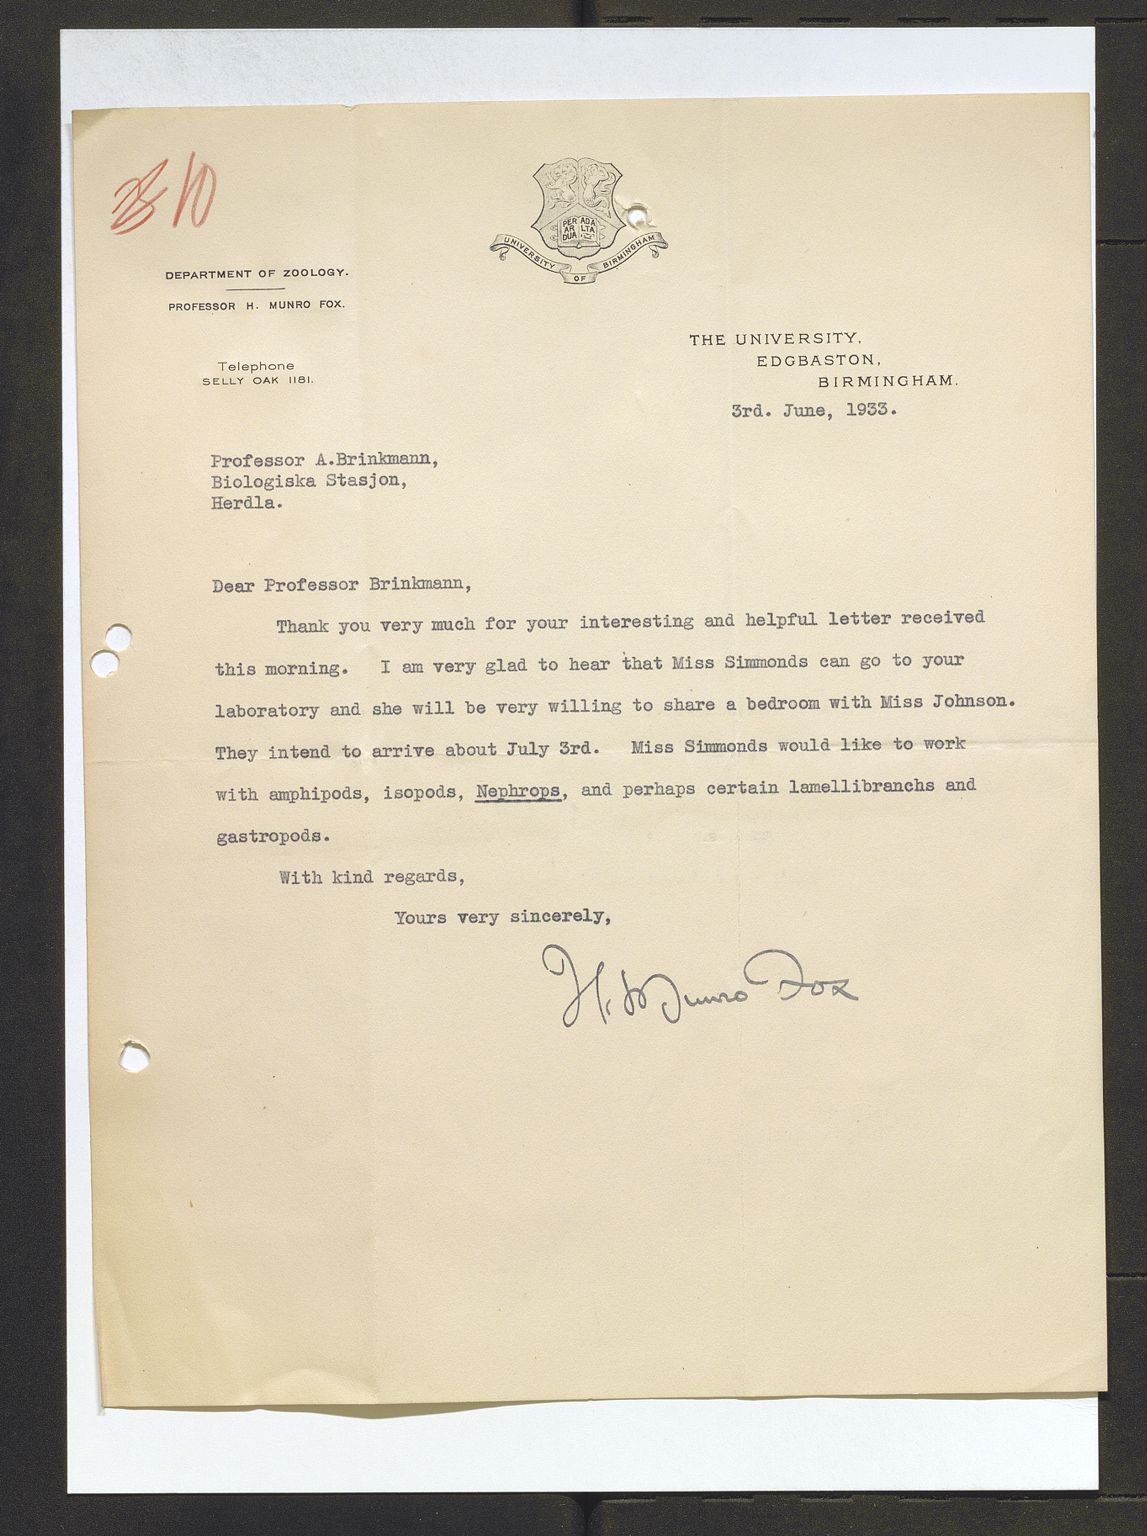 10
PER ADA
AR LTA
DUA
UNIVERSITY OF BIRMINGHAM
DEPARTMENT OF ZOOLOGY.
PROFESSOR H. MUNRO FOX.
Telephone
SELLY OAK 1181.
THE UNIVERSITY,
EDGBASTON,
BIRMINGHAM.
3rd. June, 1933.
Professor A.Brinkmann,
Biologiska Stasjon,
Herdla.
Dear Professor Brinkmann,
Thank you very much for your interesting and helpful letter received
this morning. I am very glad to hear that Miss Simmonds can go to your
laboratory and she will be very willing to share a bedroom with Miss Johnson.
They intend to arrive about July 3rd. Miss Simmonds would like to work
with amphipods, isopods, Nephrops, and perhaps certain lamellibranchs and
gastropods.
With kind regards,
Yours very sincerely,
H. Munro Fox